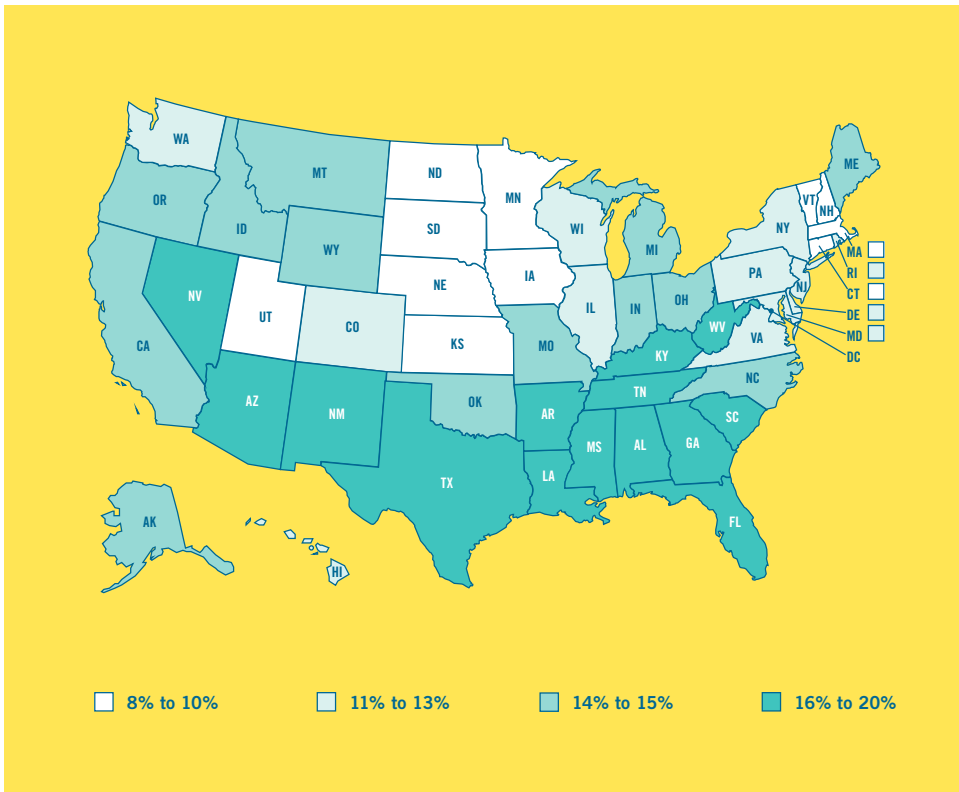 WA
MT
ND
MN
ME
OR
ID
WY
SD
WI
MI
NY
VT
NH
MA
RI
CT
NJ
DE
MD
DC
PA
NV
UT
CO
NE
IA
IL
IN
OH
WV
VA
CA
KS
MO
KY
NC
AZ
NM
OK
AR
TN
SC
TX
LA
MS
AL
GA
FL
AK
HI
8% to 10%
11% to 13%
14% to 15%
16% to 20%